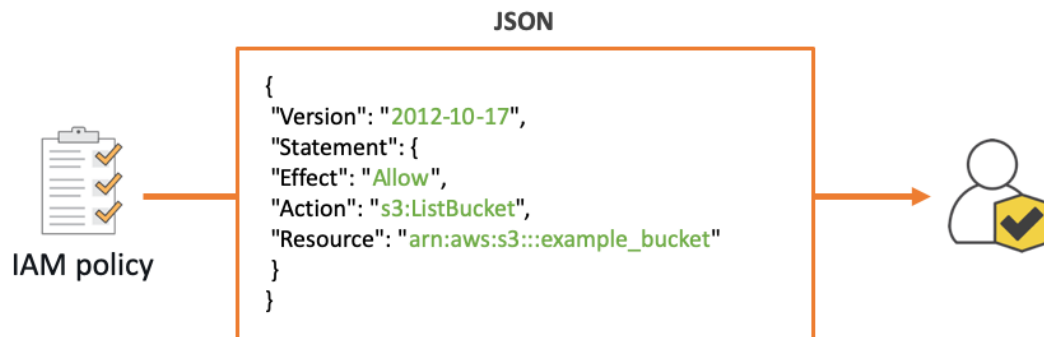 JSON
{
"Version": "2012-10-17",
"Statement": {
"Effect": "Allow",
"Action": "s3:ListBucket",
"Resource": "arn:aws:s3:::example_bucket"
}
}
IAM policy